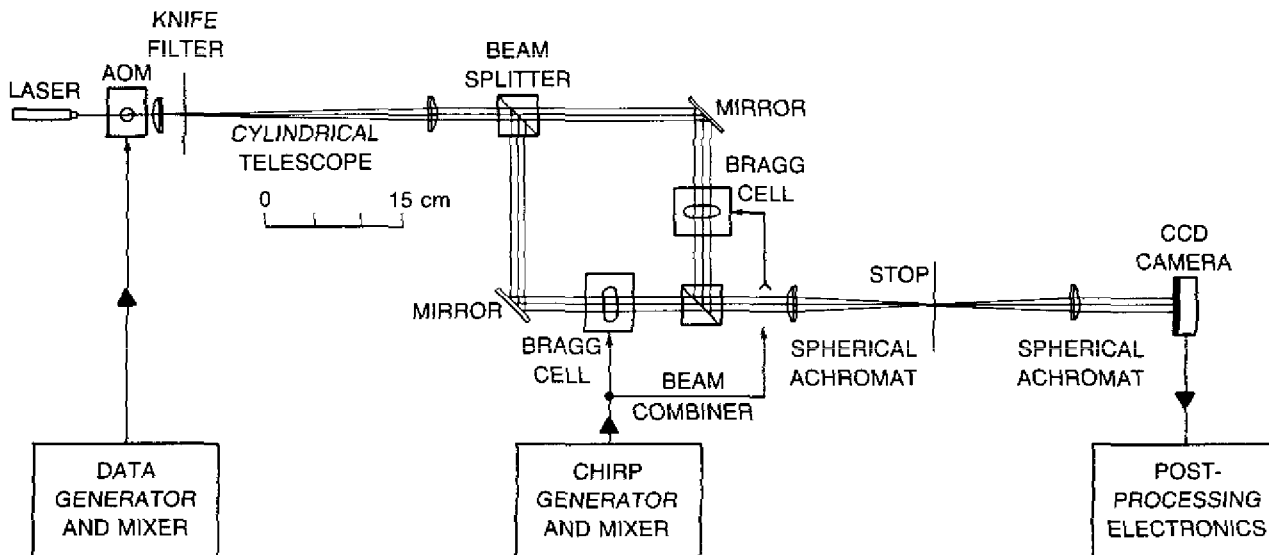 KNIFE
FILTER
AOM
LASER
CYLINDRICAL
TELESCOPE
0 15 cm
BEAM
SPLITTER
MIRROR
BRAGG
CELL
MIRROR
BRAGG
CELL
BEAM
COMBINER
STOP
SPHERICAL
ACHROMAT
SPHERICAL
ACHROMAT
CCD
CAMERA
DATA
GENERATOR
AND MIXER
CHIRP
GENERATOR
AND MIXER
POST-
PROCESSING
ELECTRONICS